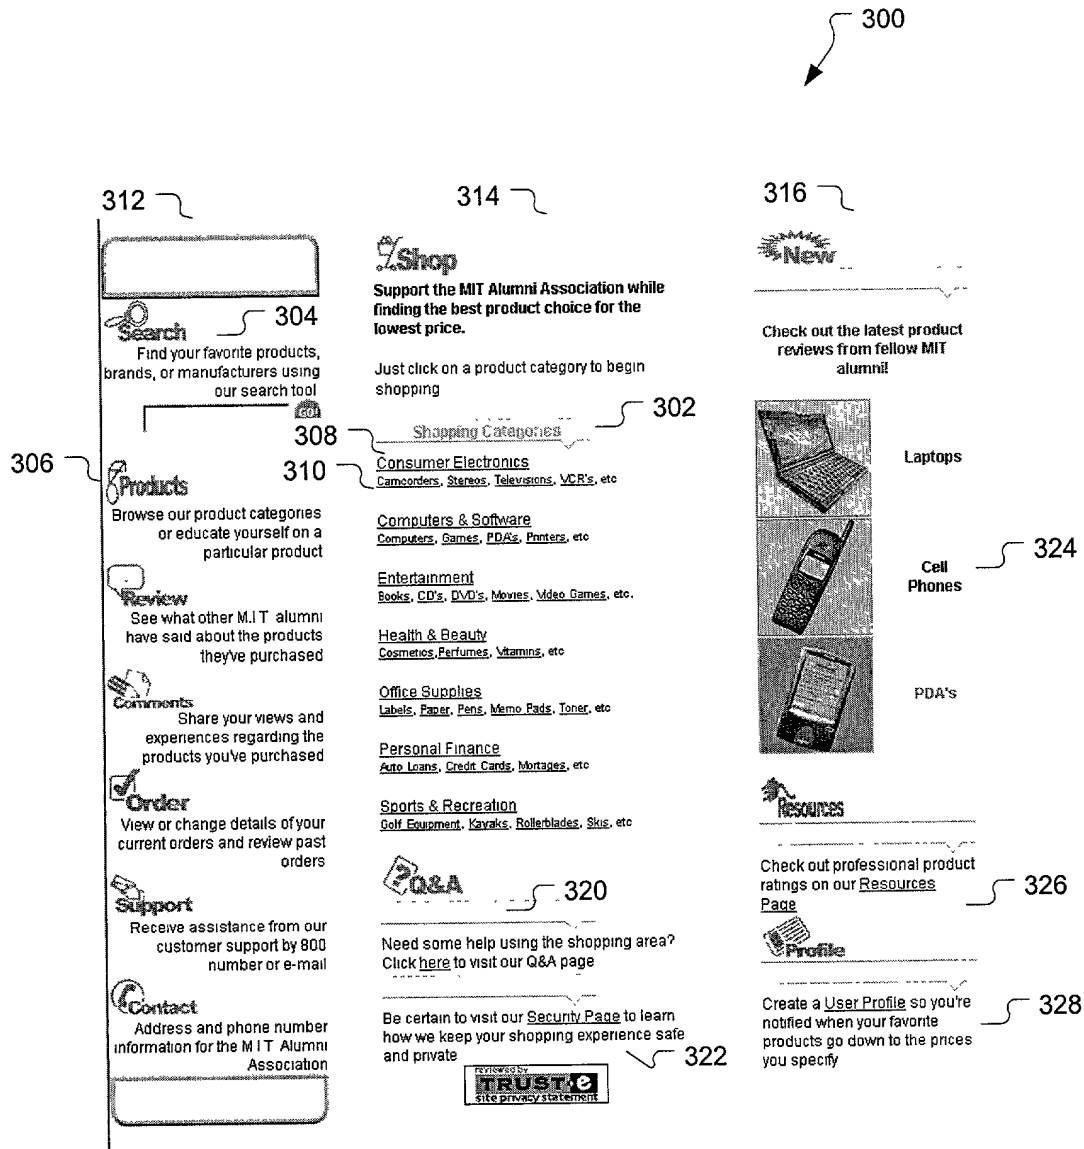 300
312
304
Search
Find your favorite products,
brands, or manufacturers using
our search tool
GO!
306
Products
Browse our product categories
or educate yourself on a
particular product
Review
See what other M.I T alumni
have said about the products
they've purchased
Comments
Share your views and
experiences regarding the
products you've purchased
Order
View or change details of your
current orders and review past
orders
Support
Receive assistance from our
customer support by 800
number or e-mail
Contact
Address and phone number
information for the M I T Alumni
Association
314
Shop
Support the MIT Alumni Association while
finding the best product choice for the
lowest price.
Just click on a product category to begin
shopping
302
Shopping Categories
308
Consumer Electronics
310
Camcorders, Stereos, Televisions, VCR's, etc
Computers & Software
Computers, Games, PDA's, Printers, etc
Entertainment
Books, CD's, DVD's, Movies, Video Games, etc.
Health & Beauty
Cosmetics,Perfumes, Vitamins, etc
Office Supplies
Labels, Paper, Pens, Memo Pads, Toner, etc
Personal Finance
Auto Loans, Credit Cards, Mortages, etc
Sports & Recreation
Golf Equipment, Kayaks, Rollerblades, Skis, etc
?Q&A
320
Need some help using the shopping area?
Click here to visit our Q&A page
Be certain to visit our Security Page to learn
how we keep your shopping experience safe
and private
322
reviewed by
TRUST·e
site privacy statement
316
New
Check out the latest product
reviews from fellow MIT
alumni!
Laptops
324
Cell
Phones
PDA's
Resources
Check out professional product
ratings on our Resources
Page
326
Profile
Create a User Profile so you're
notified when your favorite
products go down to the prices
you specify
328